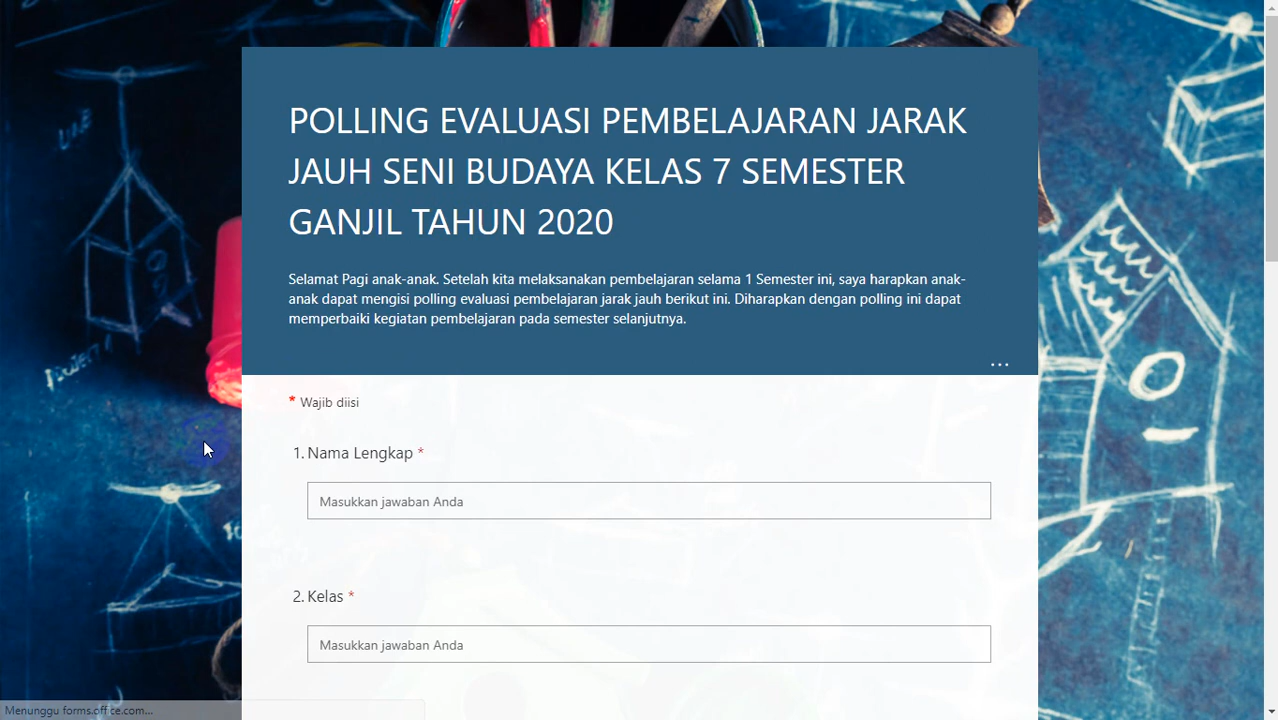 POLLING EVALUASI PEMBELAJARAN JARAK
JAUH SENI BUDAYA KELAS 7 SEMESTER
GANJIL TAHUN 2020
Selamat Pagi anak-anak. Setelah kita melaksanakan pembelajaran selama 1 Semester ini, saya harapkan anak-
anak dapat mengisi polling evaluasi pembelajaran jarak jauh berikut ini. Diharapkan dengan polling ini dapat
memperbaiki kegiatan pembelajaran pada semester selanjutnya.
...
* Wajib diisi
1. Nama Lengkap *
Masukkan jawaban Anda
2. Kelas *
Masukkan jawaban Anda
Menunggu forms.office.com...